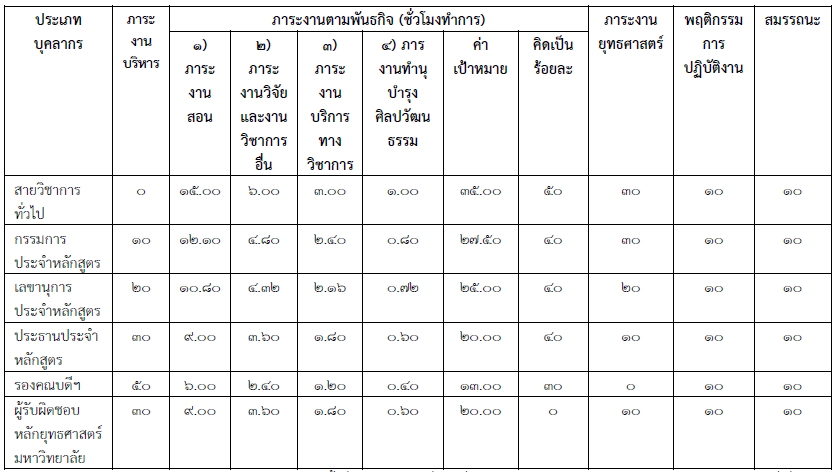 ประเภทบุคลากร ภาระงานบริหาร ภาระงานตามพันธกิจ (ชั่วโมงทำการ) ภาระงานยุทธศาสตร์ พฤติกรรมการปฏิบัติงาน สมรรถนะ
๑) ภาระงานสอน ๒) ภาระงานวิจัยและงานวิชาการอื่น ๓) ภาระงานบริการทางวิชาการ ๔) ภารงานทำนุบำรุงศิลปวัฒนธรรม ค่าเป้าหมาย คิดเป็นร้อยละ
สายวิชาการทั่วไป ๐ ๑๕.๐๐ ๖.๐๐ ๓.๐๐ ๑.๐๐ ๓๕.๐๐ ๕๐ ๓๐ ๑๐ ๑๐
กรรมการประจำหลักสูตร ๑๐ ๑๒.๑๐ ๔.๘๐ ๒.๔๐ ๐.๘๐ ๒๗.๕๐ ๔๐ ๓๐ ๑๐ ๑๐
เลขานุการประจำหลักสูตร ๒๐ ๑๐.๘๐ ๔.๓๒ ๒.๑๖ ๐.๗๒ ๒๕.๐๐ ๔๐ ๒๐ ๑๐ ๑๐
ประธานประจำหลักสูตร ๓๐ ๙.๐๐ ๓.๖๐ ๑.๘๐ ๐.๖๐ ๒๐.๐๐ ๔๐ ๑๐ ๑๐ ๑๐
รองคณบดีฯ ๕๐ ๖.๐๐ ๒.๔๐ ๑.๒๐ ๐.๔๐ ๑๓.๐๐ ๓๐ ๐ ๑๐ ๑๐
ผู้รับผิดชอบหลักยุทธศาสตร์มหาวิทยาลัย ๓๐ ๙.๐๐ ๓.๖๐ ๑.๘๐ ๐.๖๐ ๒๐.๐๐ ๐ ๑๐ ๑๐ ๑๐